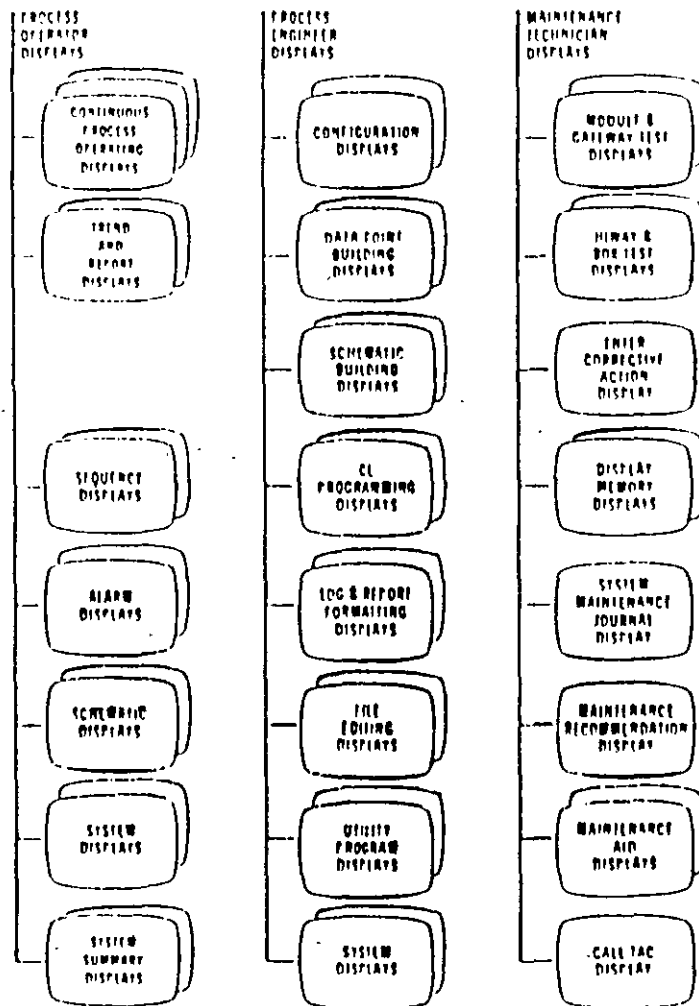 PROCESS
OPERATOR
DISPLAYS
CONTINUOUS
PROCESS
OPERATING
DISPLAYS
TREND
AND
REPORT
DISPLAYS
SEQUENCE
DISPLAYS
ALARM
DISPLAYS
SCHEMATIC
DISPLAYS
SYSTEM
DISPLAYS
SYSTEM
SUMMARY
DISPLAYS
PROCESS
ENGINEER
DISPLAYS
CONFIGURATION
DISPLAYS
DATA POINT
BUILDING
DISPLAYS
SCHEMATIC
BUILDING
DISPLAYS
CL
PROGRAMMING
DISPLAYS
LOG & REPORT
FORMATTING
DISPLAYS
FILE
EDITING
DISPLAYS
UTILITY
PROGRAM
DISPLAYS
SYSTEM
DISPLAYS
MAINTENANCE
TECHNICIAN
DISPLAYS
MODULE &
GATEWAY TEST
DISPLAYS
HIWAY &
BOX TEST
DISPLAYS
ENTER
CORRECTIVE
ACTION
DISPLAY
DISPLAY
MEMORY
DISPLAYS
SYSTEM
MAINTENANCE
JOURNAL
DISPLAY
MAINTENANCE
RECOMMENDATION
DISPLAY
MAINTENANCE
AID
DISPLAYS
CALL TAC
DISPLAY